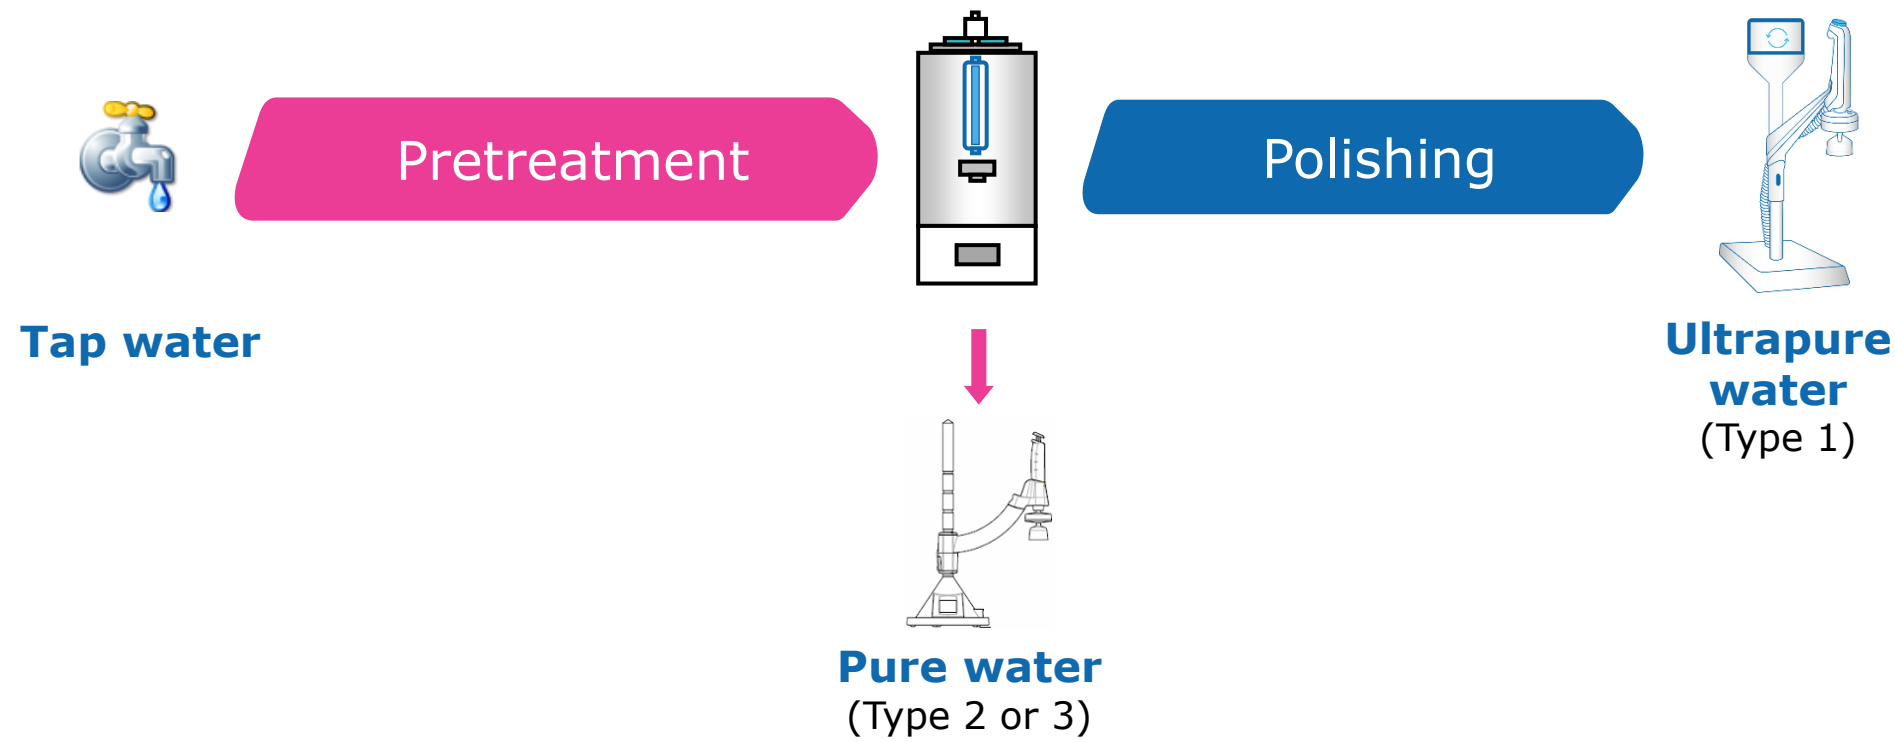 Pretreatment
Polishing
Tap water
Ultrapure
water
(Type 1)
Pure water
(Type 2 or 3)